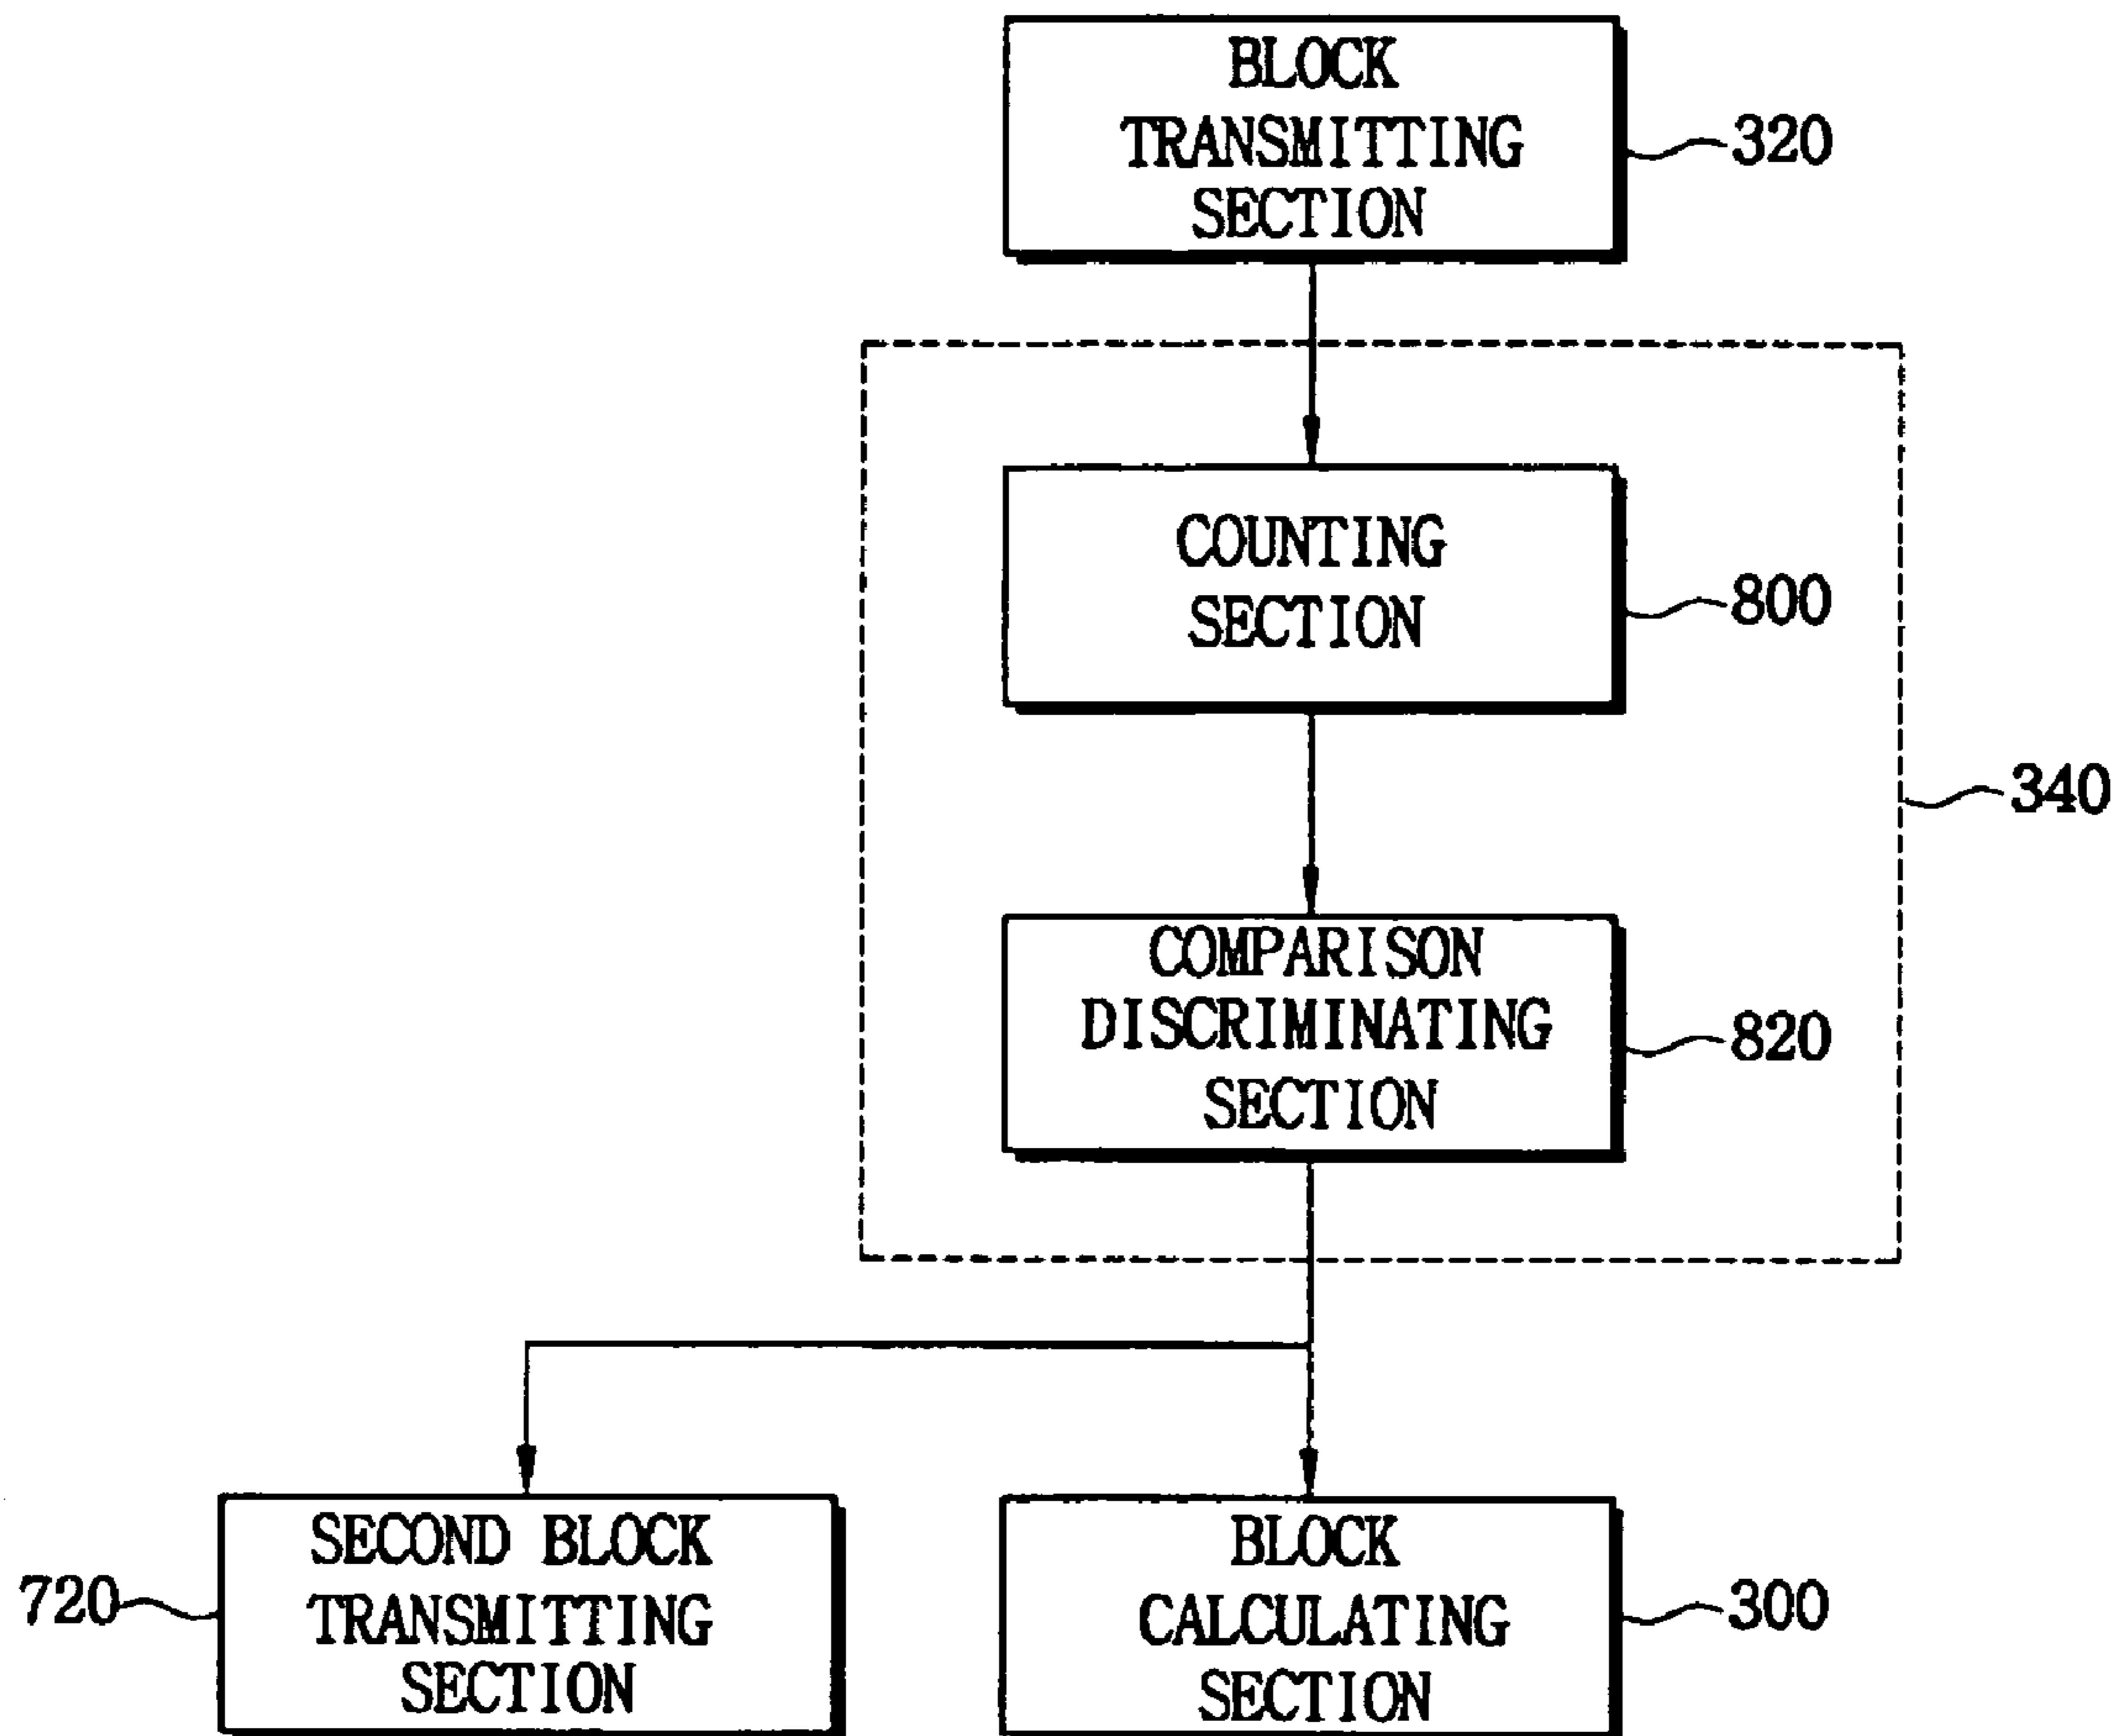 BLOCK
TRANSMITTING
SECTION
320
COUNTING
SECTION
800
340
COMPARISON
DISCRIMINATING
SECTION
820
SECOND BLOCK
TRANSMITTING
SECTION
720
BLOCK
CALCULATING
SECTION
300